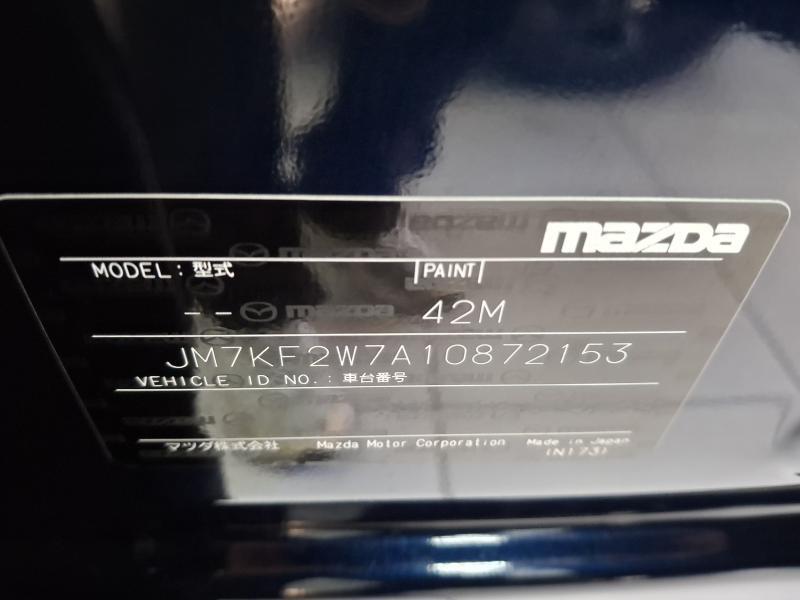 mazda
MODEL : 型式 |PAINT|
-- 42M
JM7KF2W7A10872153
VEHICLE ID NO. : 車台番号
マツダ株式会社 Mazda Motor Corporation Made in Japan
(N173)